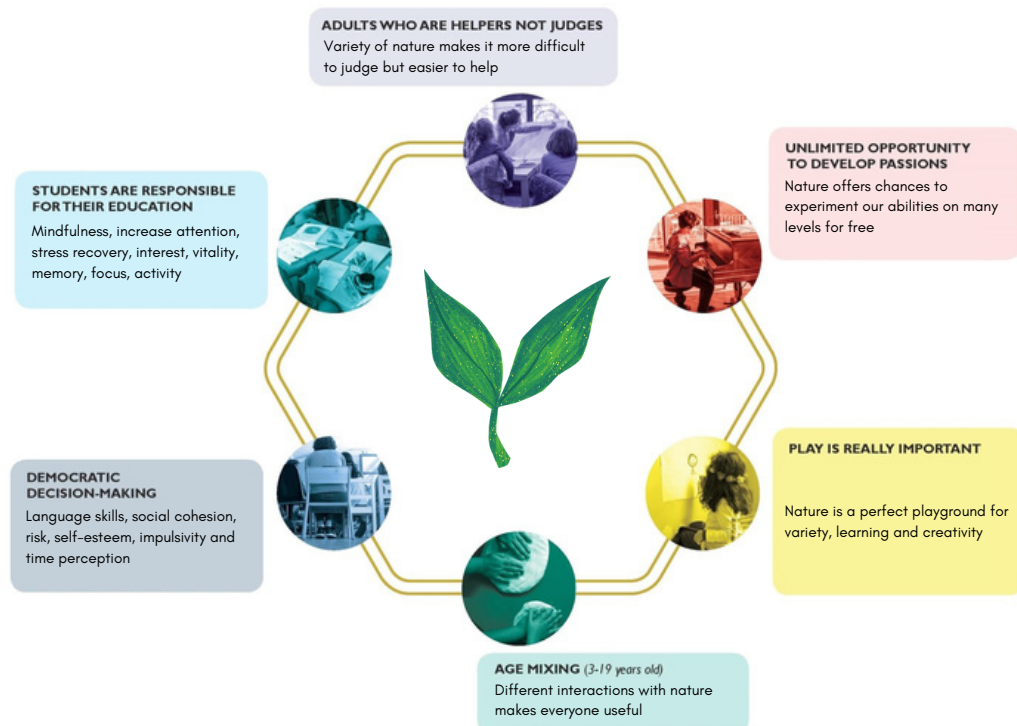 ADULTS WHO ARE HELPERS NOT JUDGES
Variety of nature makes it more difficult
to judge but easier to help
UNLIMITED OPPORTUNITY
TO DEVELOP PASSIONS
Nature offers chances to
experiment our abilities on many
levels for free
STUDENTS ARE RESPONSIBLE
FOR THEIR EDUCATION
Mindfulness, increase attention,
stress recovery, interest, vitality,
memory, focus, activity
PLAY IS REALLY IMPORTANT
Nature is a perfect playground for
variety, learning and creativity
DEMOCRATIC
DECISION-MAKING
Language skills, social cohesion,
risk, self-esteem, impulsivity and
time perception
AGE MIXING (3-19 years old)
Different interactions with nature
makes everyone useful